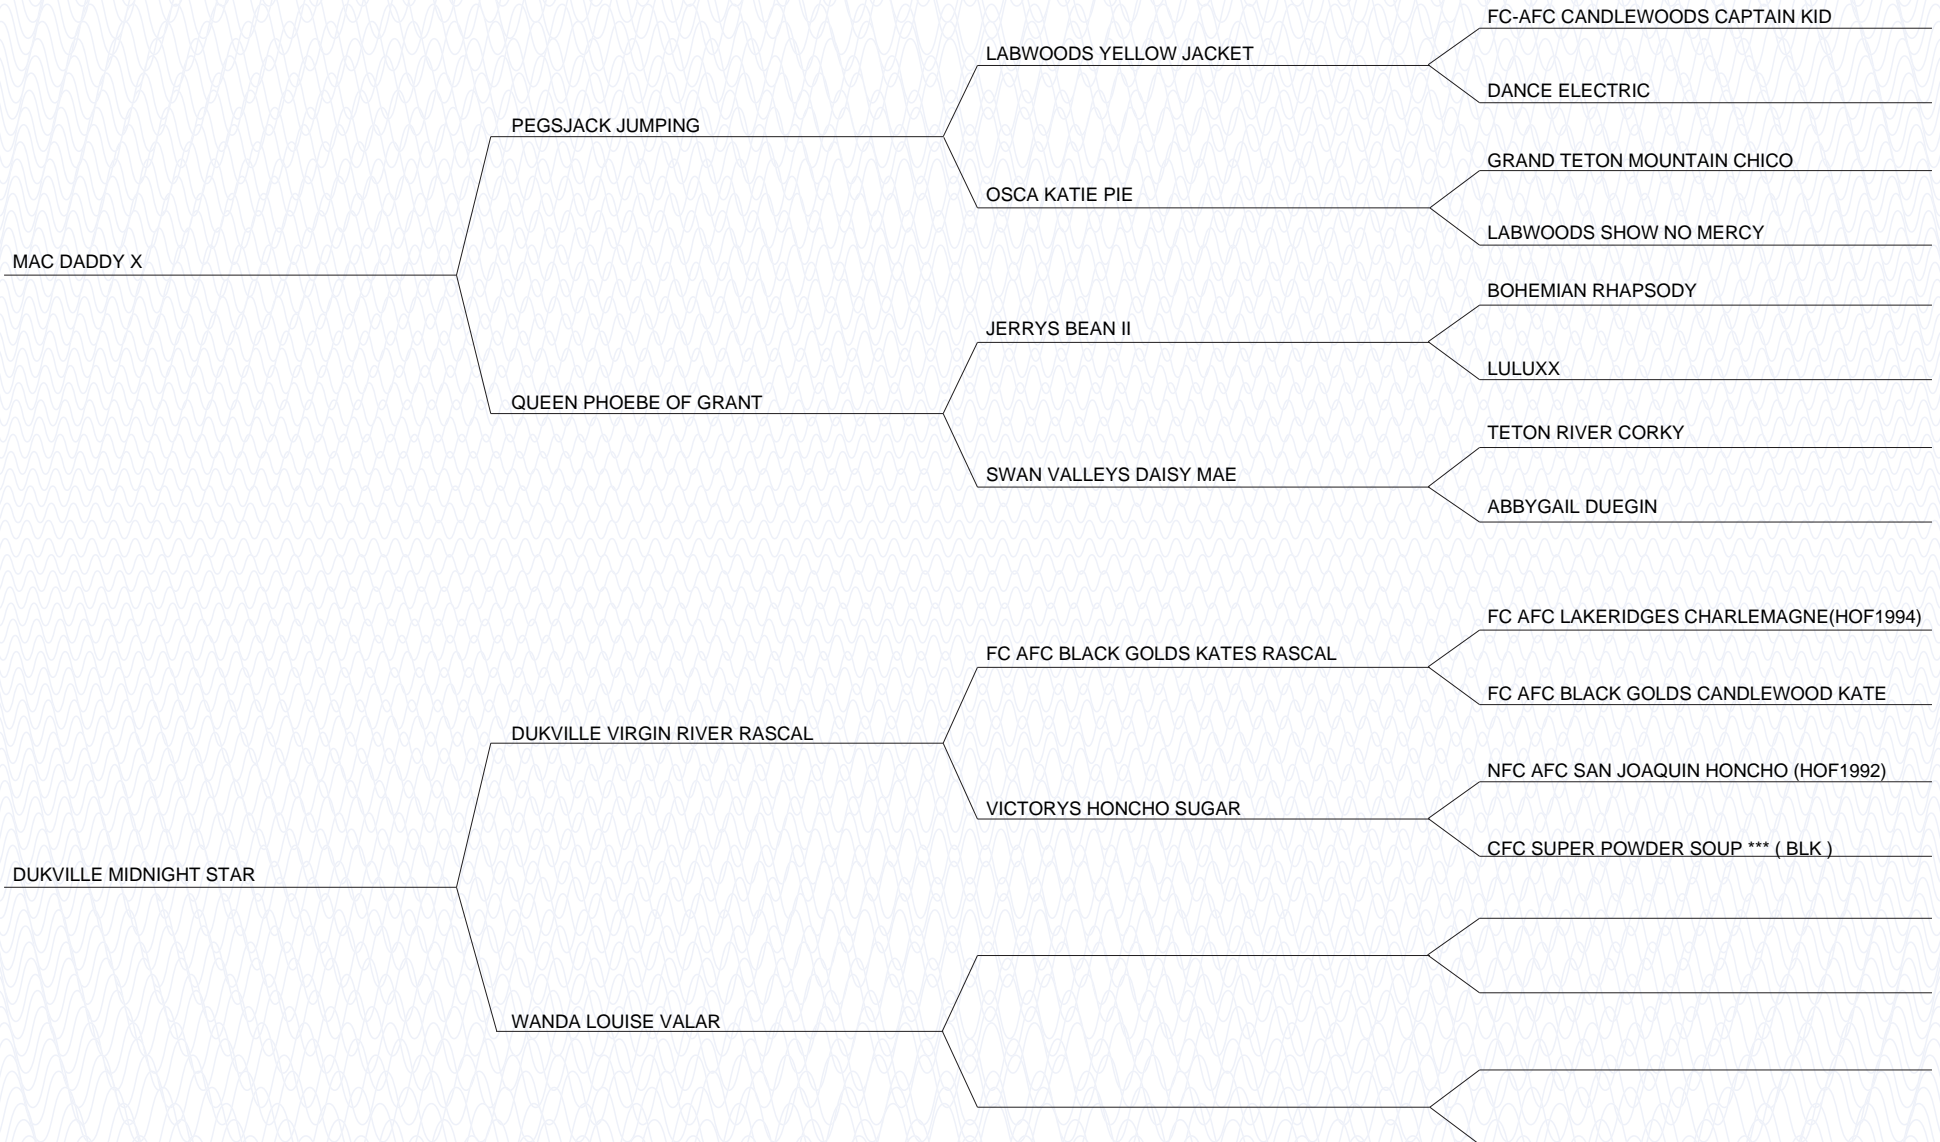 FC-AFC CANDLEWOODS CAPTAIN KID
LABWOODS YELLOW JACKET
DANCE ELECTRIC
PEGSJACK JUMPING
GRAND TETON MOUNTAIN CHICO
OSCA KATIE PIE
LABWOODS SHOW NO MERCY
MAC DADDY X
BOHEMIAN RHAPSODY
JERRYS BEAN II
LULUXX
QUEEN PHOEBE OF GRANT
TETON RIVER CORKY
SWAN VALLEYS DAISY MAE
ABBYGAIL DUEGIN
FC AFC LAKERIDGES CHARLEMAGNE(HOF1994)
FC AFC BLACK GOLDS KATES RASCAL
FC AFC BLACK GOLDS CANDLEWOOD KATE
DUKVILLE VIRGIN RIVER RASCAL
NFC AFC SAN JOAQUIN HONCHO (HOF1992)
VICTORYS HONCHO SUGAR
CFC SUPER POWDER SOUP *** ( BLK )
DUKVILLE MIDNIGHT STAR
WANDA LOUISE VALAR